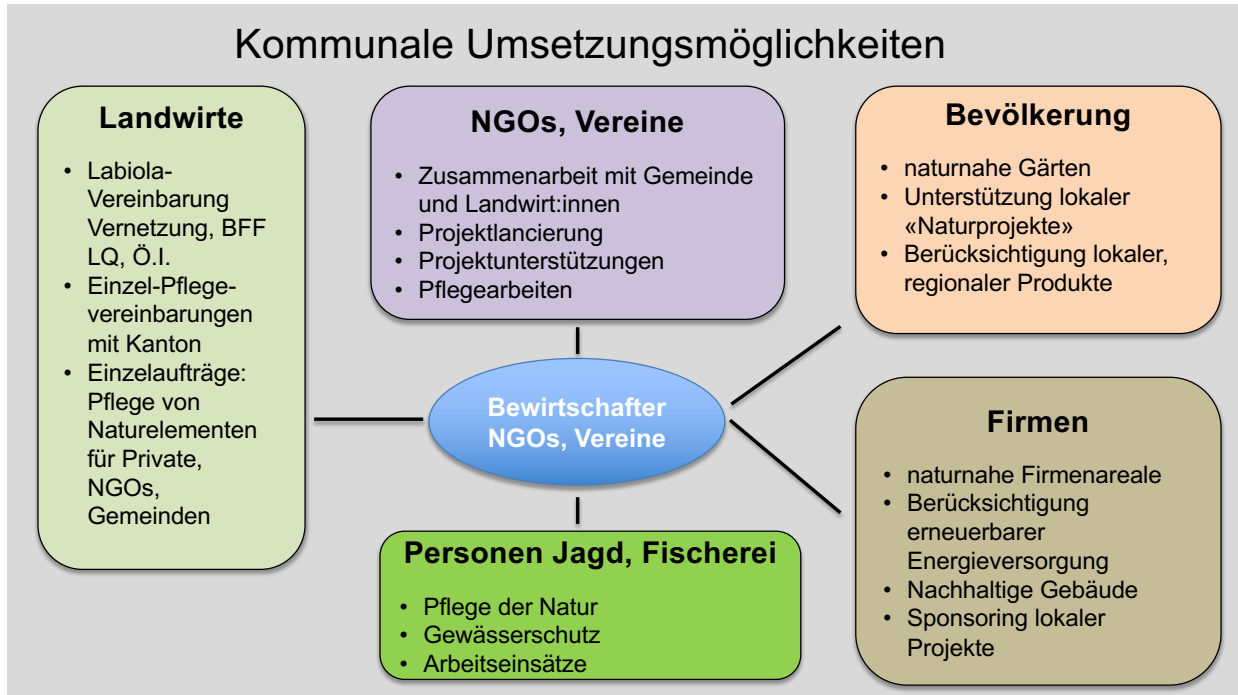 Kommunale Umsetzungsmöglichkeiten
Landwirte
• Labiola-
Vereinbarung
Vernetzung, BFF
LQ, Ö.I.
• Einzel-Pflege-
vereinbarungen
mit Kanton
• Einzelaufträge:
Pflege von
Naturelementen
für Private,
NGOs,
Gemeinden
NGOs, Vereine
• Zusammenarbeit mit Gemeinde
und Landwirt:innen
• Projektlancierung
• Projektunterstützungen
• Pflegearbeiten
Bevölkerung
• naturnahe Gärten
• Unterstützung lokaler
«Naturprojekte»
• Berücksichtigung lokaler,
regionaler Produkte
Bewirtschafter
NGOs, Vereine
Firmen
• naturnahe Firmenareale
• Berücksichtigung
erneuerbarer
Energieversorgung
• Nachhaltige Gebäude
• Sponsoring lokaler
Projekte
Personen Jagd, Fischerei
• Pflege der Natur
• Gewässerschutz
• Arbeitseinsätze